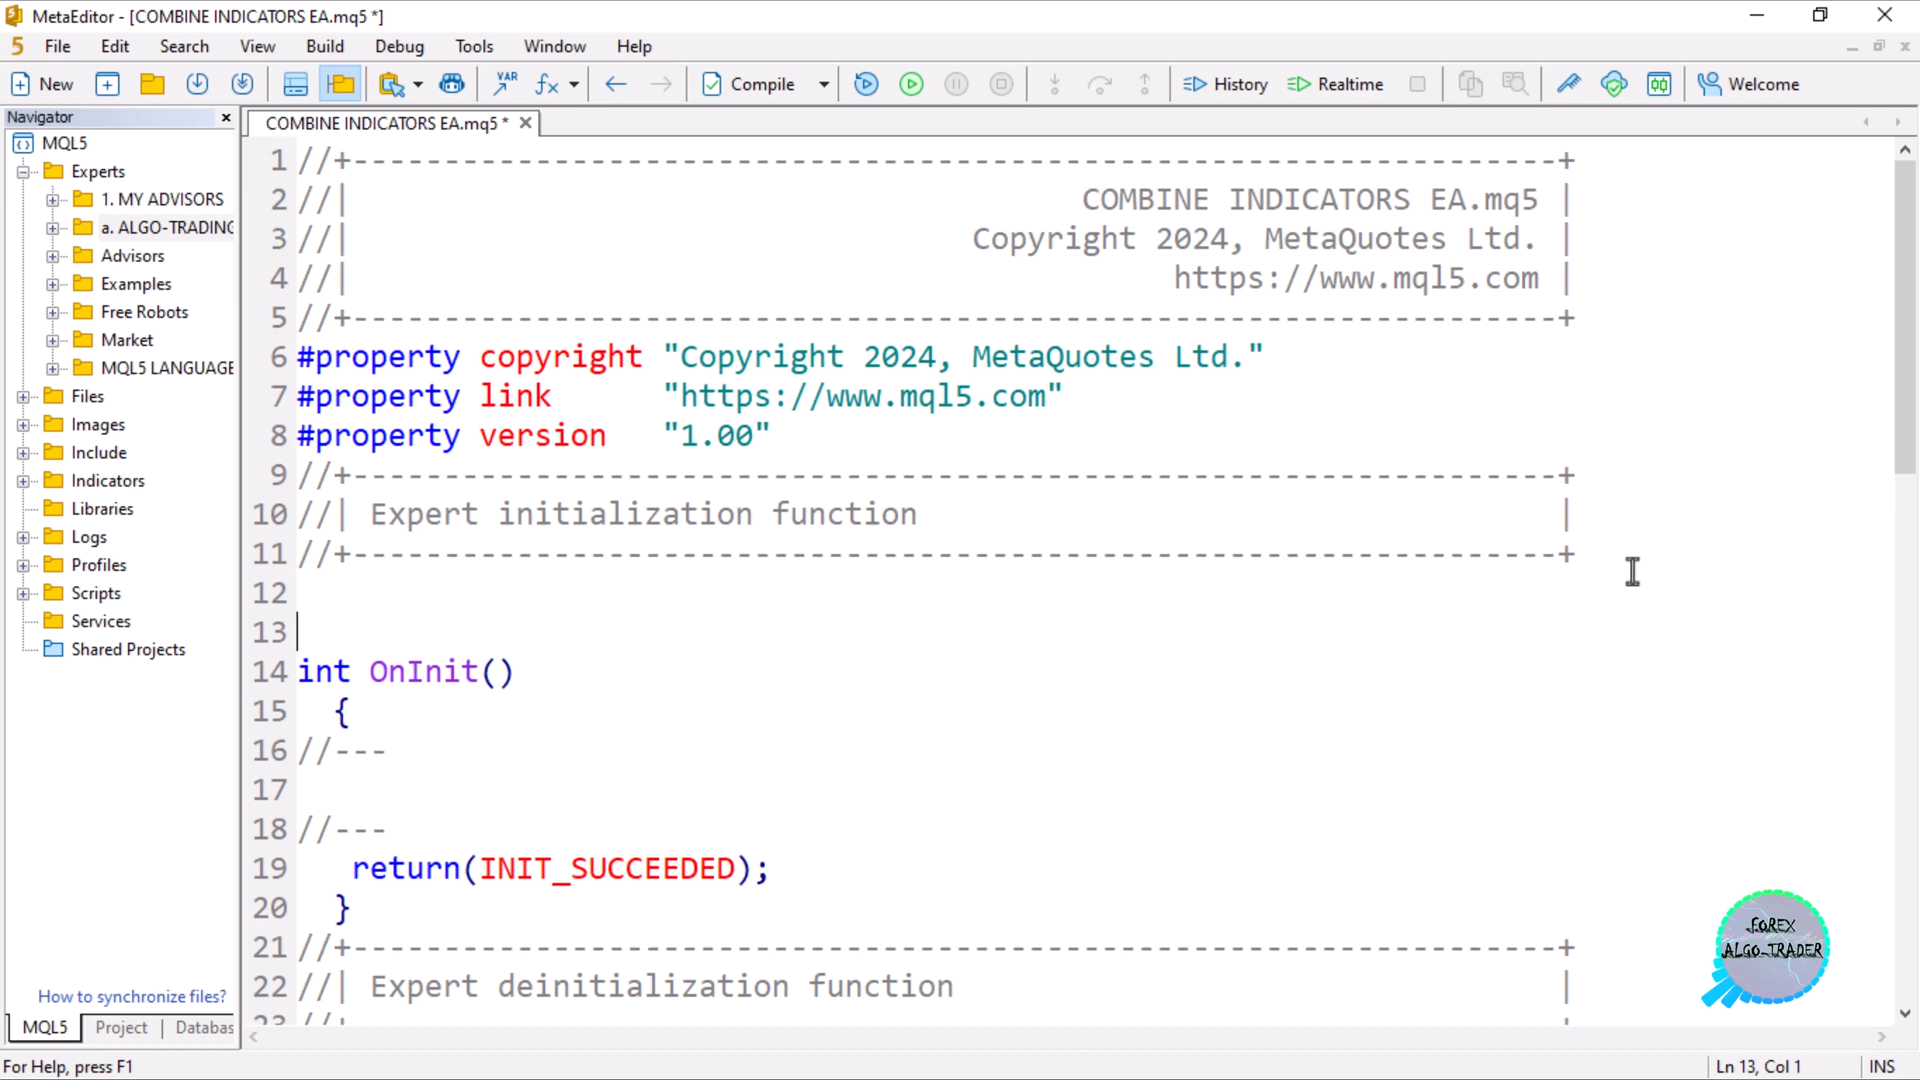 MetaEditor - [COMBINE INDICATORS EA.mq5 *]
5 File Edit Search View Build Debug Tools Window Help
New VAR fx Compile History Realtime Welcome
Navigator
COMBINE INDICATORS EA.mq5 *
MQL5
Experts
1. MY ADVISORS
a. ALGO-TRADING
Advisors
Examples
Free Robots
Market
MQL5 LANGUAGE
Files
Images
Include
Indicators
Libraries
Logs
Profiles
Scripts
Services
Shared Projects
How to synchronize files?
MQL5 Project Databas
1 //+------------------------------------------------------------------+
2 //| COMBINE INDICATORS EA.mq5 |
3 //| Copyright 2024, MetaQuotes Ltd. |
4 //| https://www.mql5.com |
5 //+------------------------------------------------------------------+
6 #property copyright "Copyright 2024, MetaQuotes Ltd."
7 #property link "https://www.mql5.com"
8 #property version "1.00"
9 //+------------------------------------------------------------------+
10 //| Expert initialization function |
11 //+------------------------------------------------------------------+
12
13
14 int OnInit()
15 {
16 //---
17
18 //---
19 return(INIT_SUCCEEDED);
20 }
21 //+------------------------------------------------------------------+
22 //| Expert deinitialization function |
FOREX
ALGO-TRADER
For Help, press F1
Ln 13, Col 1 INS